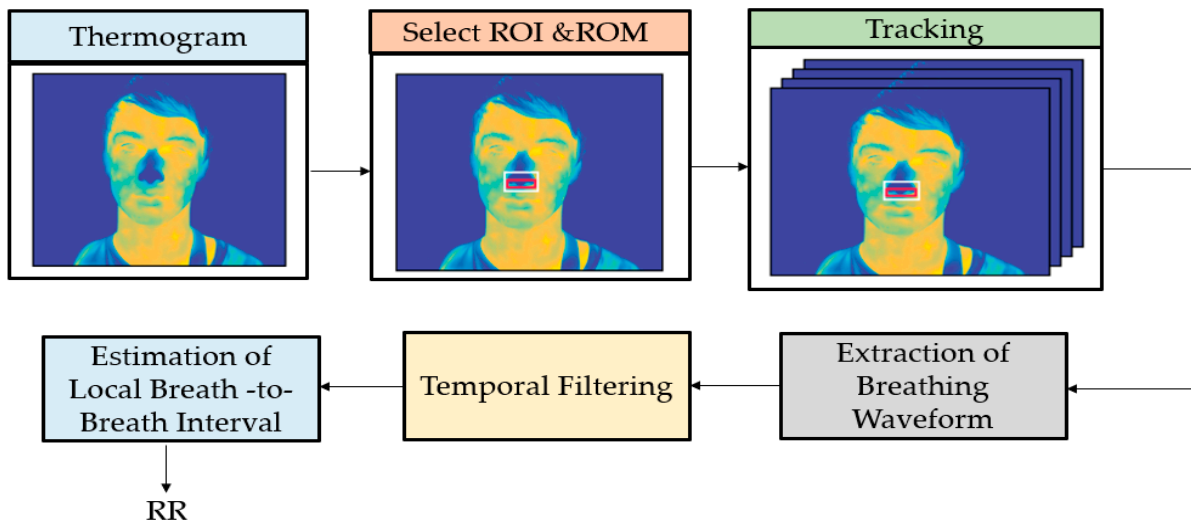 Thermogram
Select ROI &ROM
Tracking
Extraction of
Breathing
Waveform
Temporal Filtering
Estimation of
Local Breath -to-
Breath Interval
RR